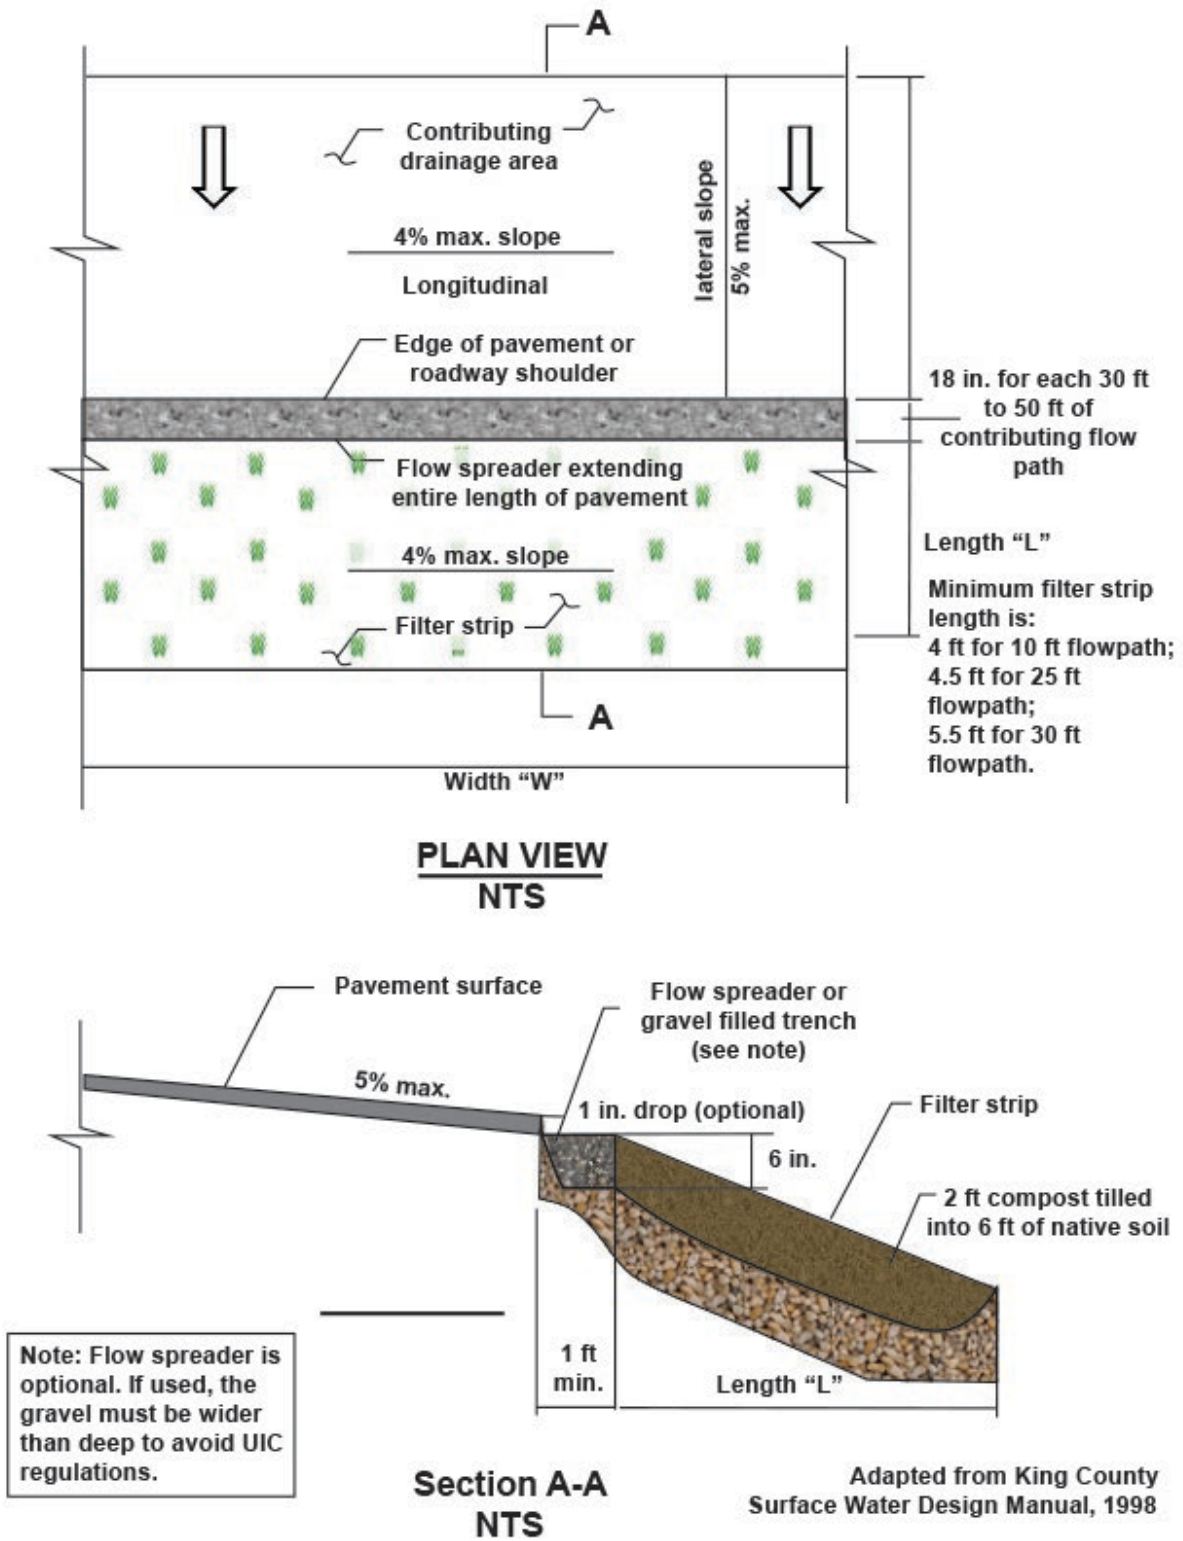 A
Contributing
drainage area
lateral slope
5% max.
4% max. slope
Longitudinal
Edge of pavement or
roadway shoulder
18 in. for each 30 ft
to 50 ft of
contributing flow
path
Flow spreader extending
entire length of pavement
4% max. slope
Filter strip
Length “L”
Minimum filter strip
length is:
4 ft for 10 ft flowpath;
4.5 ft for 25 ft
flowpath;
5.5 ft for 30 ft
flowpath.
A
Width “W”
PLAN VIEW
NTS
Pavement surface
Flow spreader or
gravel filled trench
(see note)
5% max.
1 in. drop (optional)
Filter strip
6 in.
2 ft compost tilled
into 6 ft of native soil
1 ft
min.
Length “L”
Note: Flow spreader is
optional. If used, the
gravel must be wider
than deep to avoid UIC
regulations.
Section A-A
NTS
Adapted from King County
Surface Water Design Manual, 1998